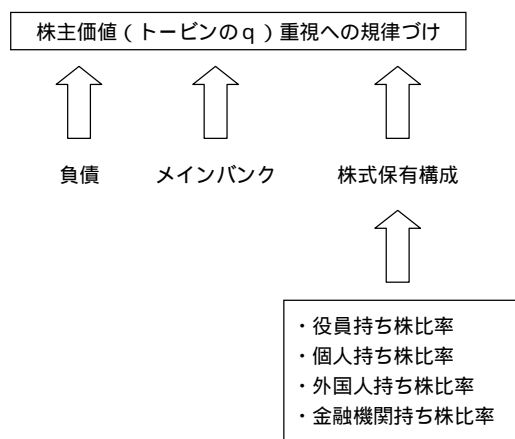 株主価値（トービンのｑ）重視への規律づけ
負債 メインバンク 株式保有構成
・役員持ち株比率
・個人持ち株比率
・外国人持ち株比率
・金融機関持ち株比率